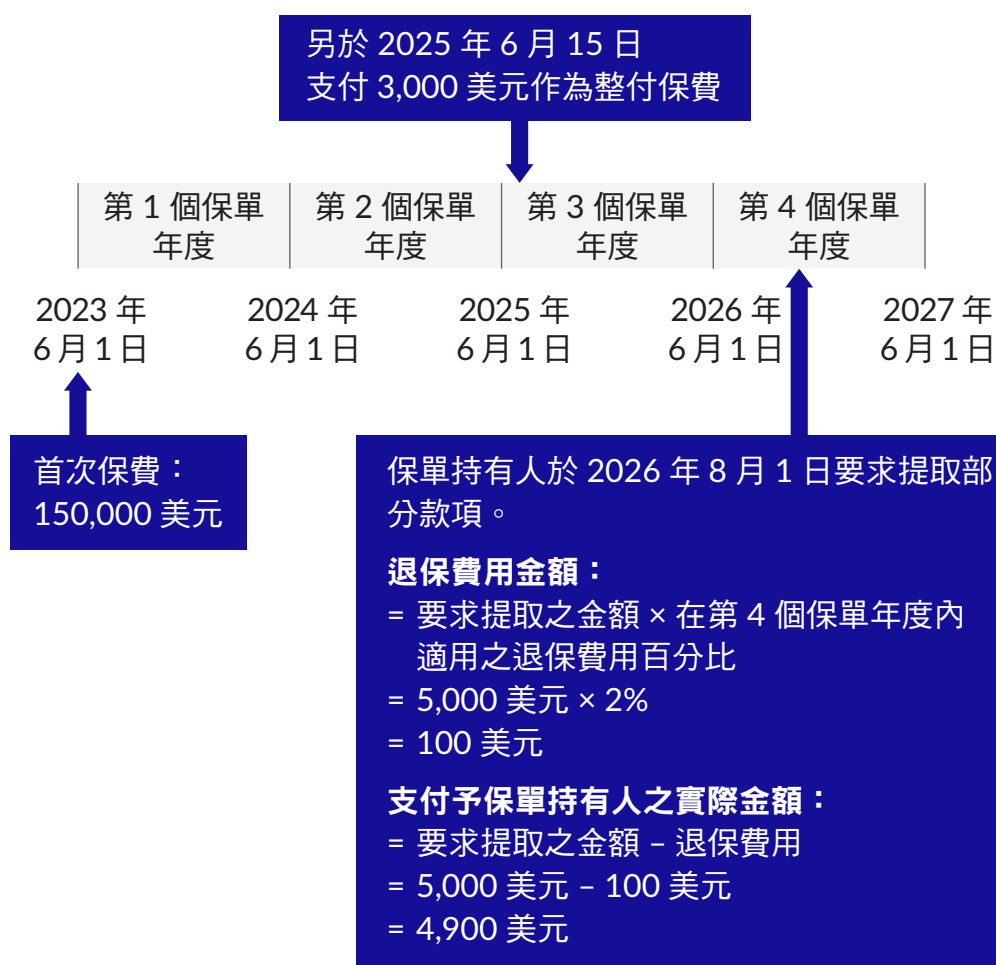 另於 2025 年 6 月 15 日
支付 3,000 美元作為整付保費
第 1 個保單
年度
第 2 個保單
年度
第 3 個保單
年度
第 4 個保單
年度
2023 年
6 月 1 日
2024 年
6 月 1 日
2025 年
6 月 1 日
2026 年
6 月 1 日
2027 年
6 月 1 日
首次保費：
150,000 美元
保單持有人於 2026 年 8 月 1 日要求提取部
分款項。
退保費用金額：
= 要求提取之金額 × 在第 4 個保單年度內
適用之退保費用百分比
= 5,000 美元 × 2%
= 100 美元
支付予保單持有人之實際金額：
= 要求提取之金額 – 退保費用
= 5,000 美元 – 100 美元
= 4,900 美元